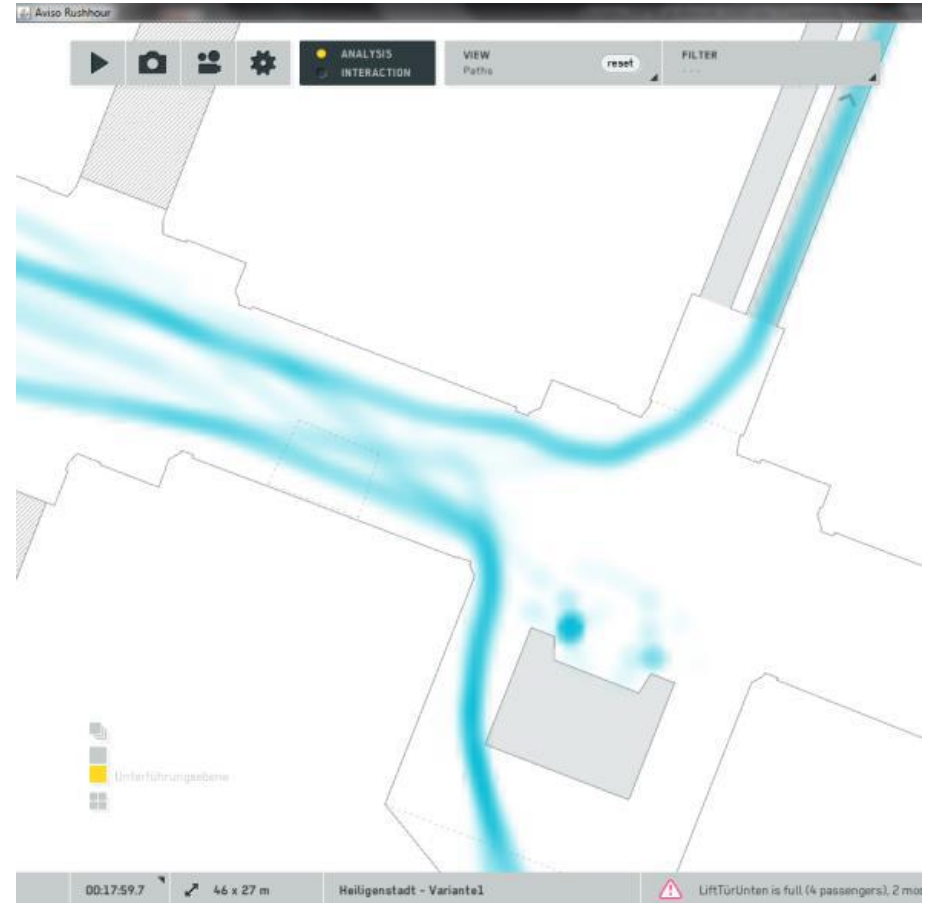 Aviso Rushhour
ANALYSIS
INTERACTION
VIEW
Paths
reset
FILTER
---
Unterführungsebene
00:17:59.7
46 x 27 m
Heiligenstadt - Variante1
LiftTürUnten is full (4 passengers), 2 mos